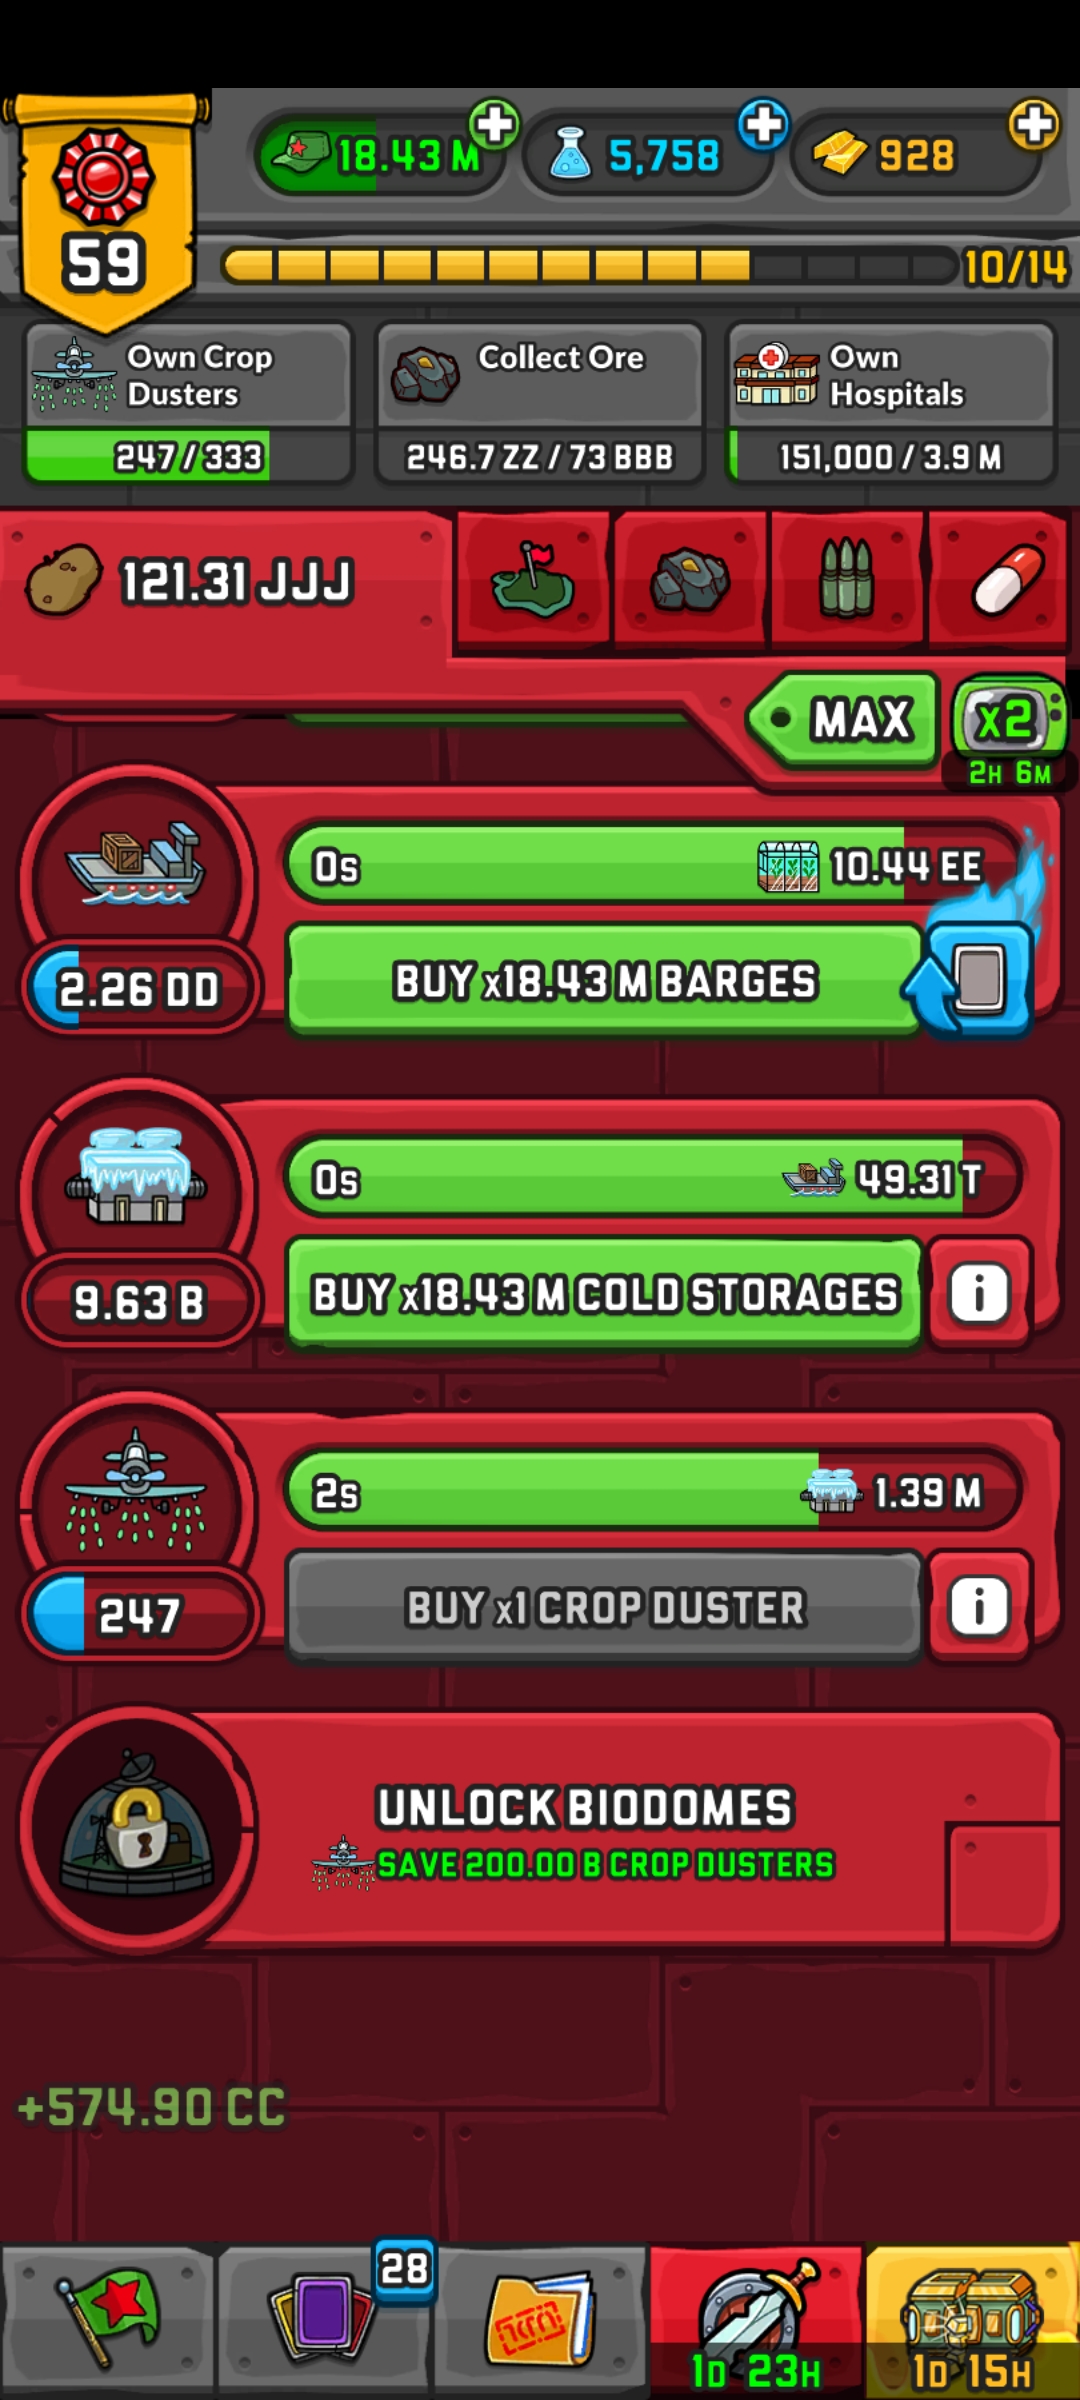 18.43 M
5,758
928
59
10/14
Own Crop
Dusters
247/333
Collect Ore
246.7 ZZ / 73 BBB
Own
Hospitals
151,000 / 3.9 M
121.31 JJJ
MAX
x2
2H 6M
0s
10.44 EE
2.26 DD
BUY x18.43 M BARGES
0s
49.31 T
9.63 B
BUY x18.43 M COLD STORAGES
i
2s
1.39 M
247
BUY x1 CROP DUSTER
i
UNLOCK BIODOMES
SAVE 200.00 B CROP DUSTERS
+574.90 CC
28
1D 23H
1D 15H